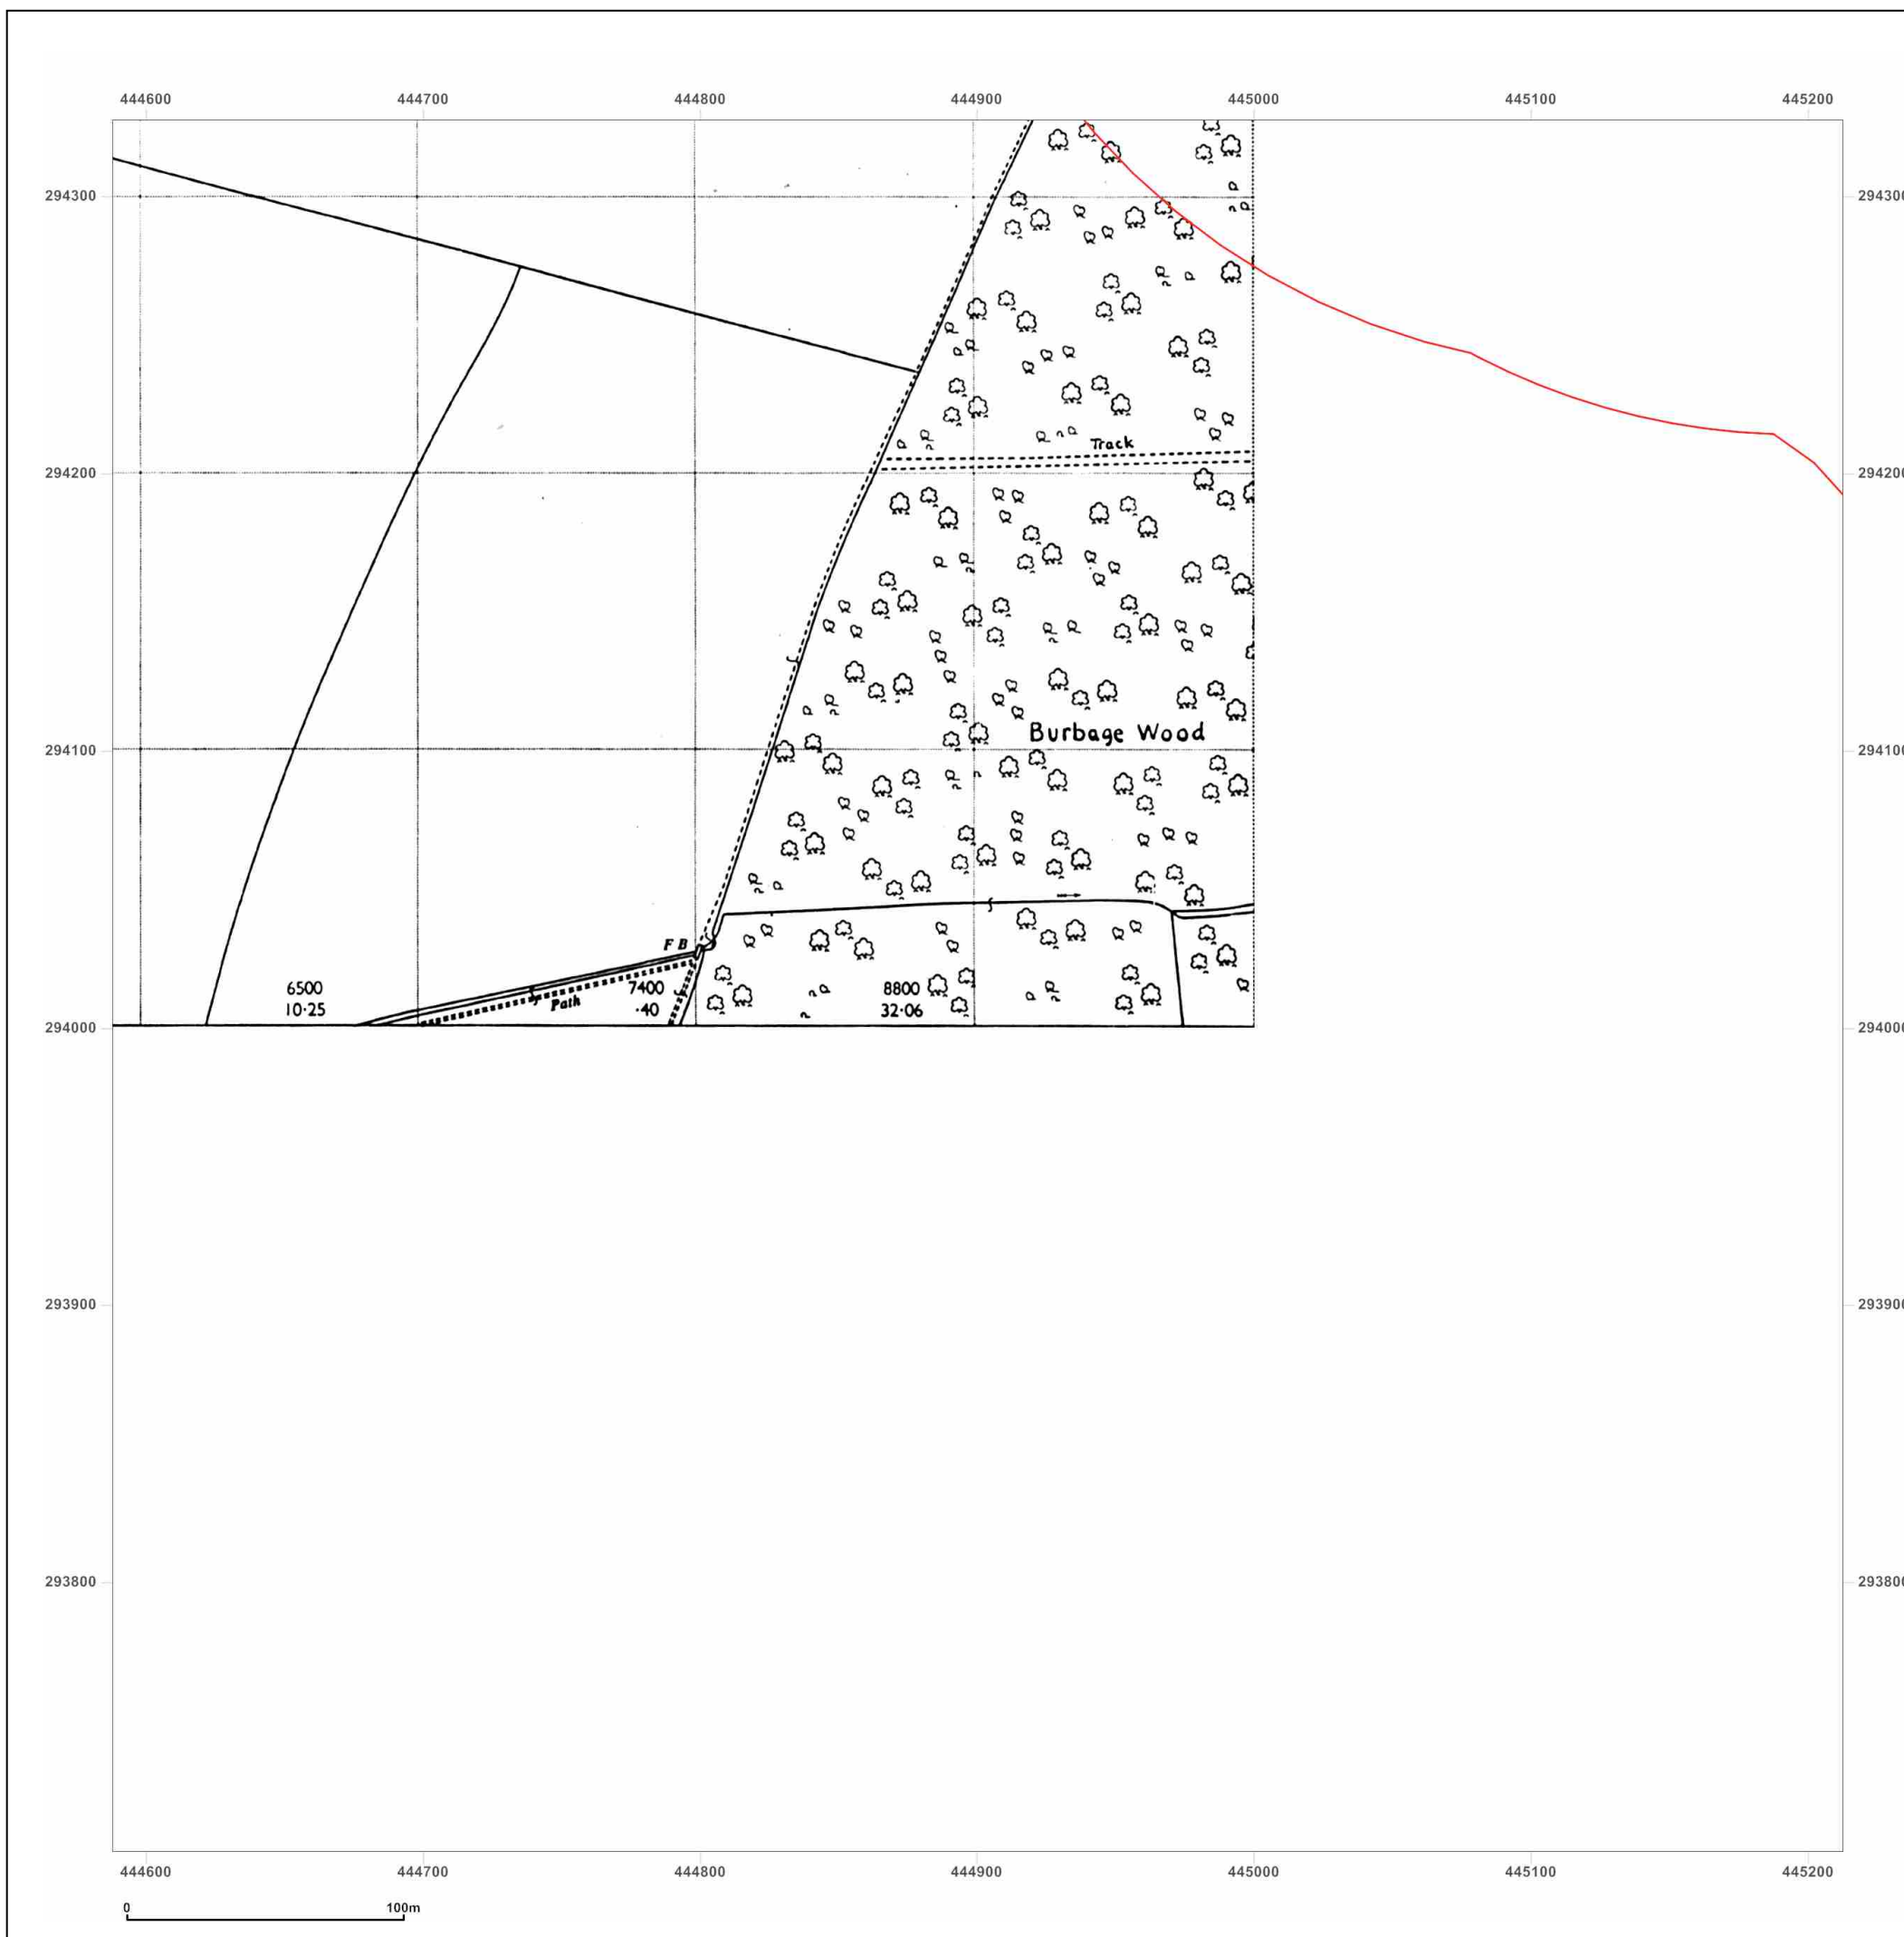 444600 444700 444800 444900 445000 445100 445200
294300 294300
Track
294200 294200
Burbage Wood
294100 294100
F B
6500 7400 8800
10·25 Path ·40 32·06
294000 294000
293900 293900
293800 293800
444600 444700 444800 444900 445000 445100 445200
0 100m